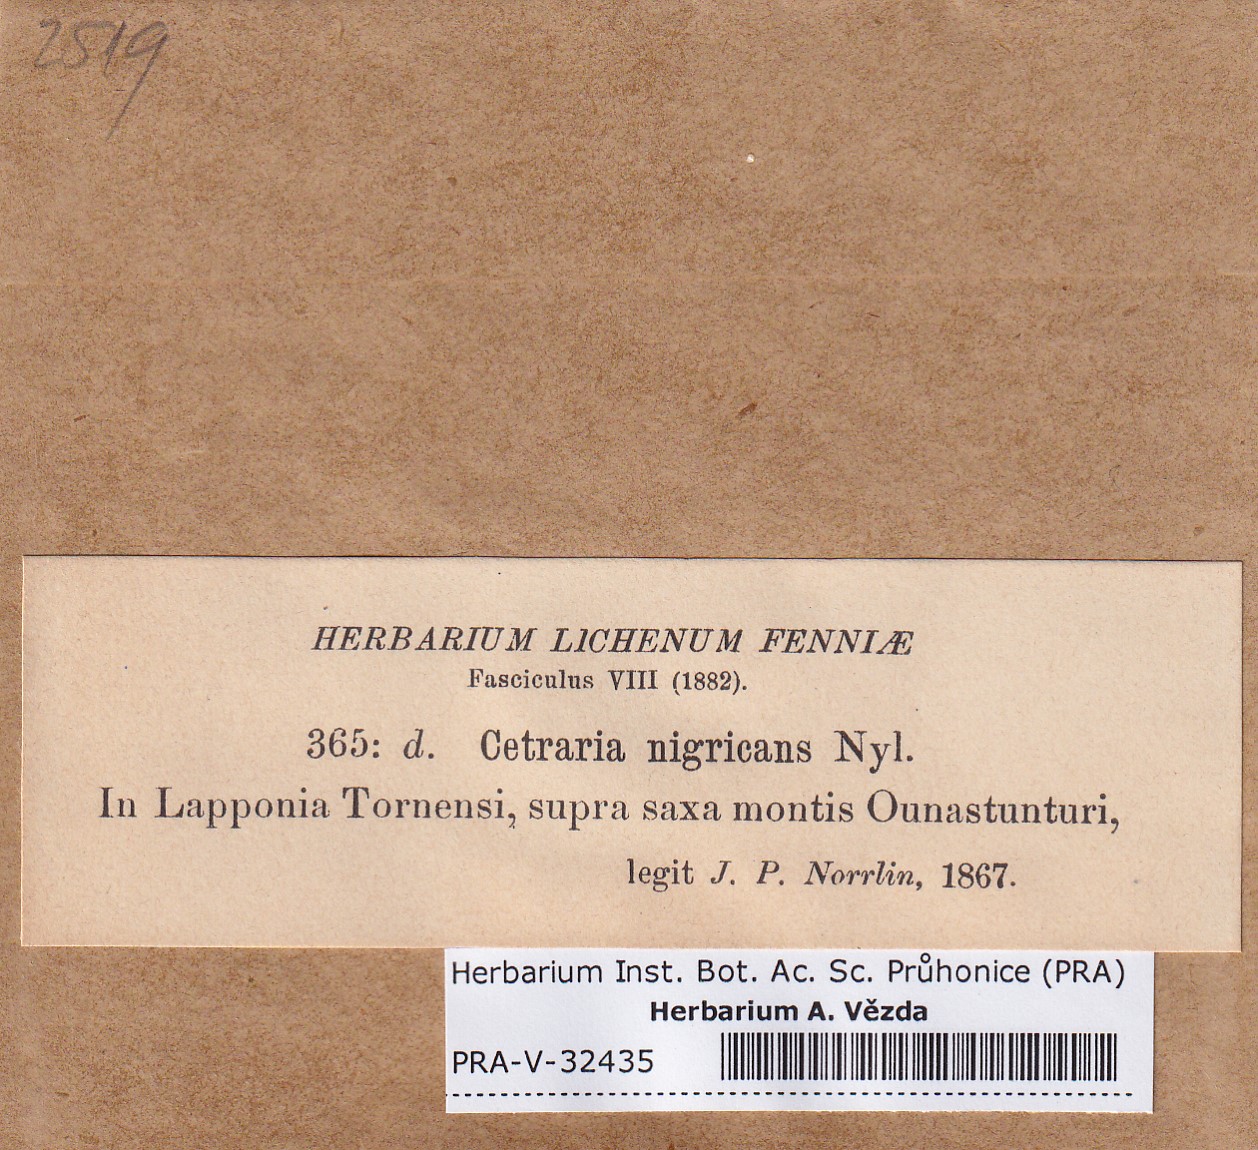 2519
HERBARIUM LICHENUM FENNIÆ
Fasciculus VIII (1882).
365: d. Cetraria nigricans Nyl.
In Lapponia Tornensi, supra saxa montis Ounastunturi,
legit J. P. Norrlin, 1867.
Herbarium Inst. Bot. Ac. Sc. Průhonice (PRA)
Herbarium A. Vězda
PRA-V-32435